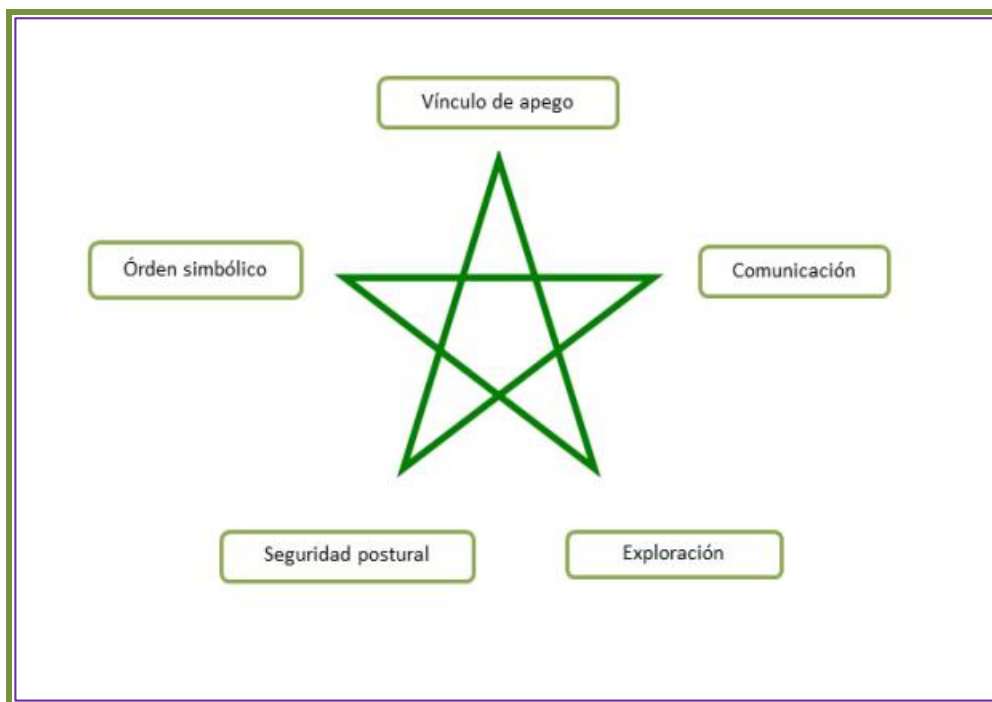 Vínculo de apego
Órden simbólico
Comunicación
Seguridad postural
Exploración